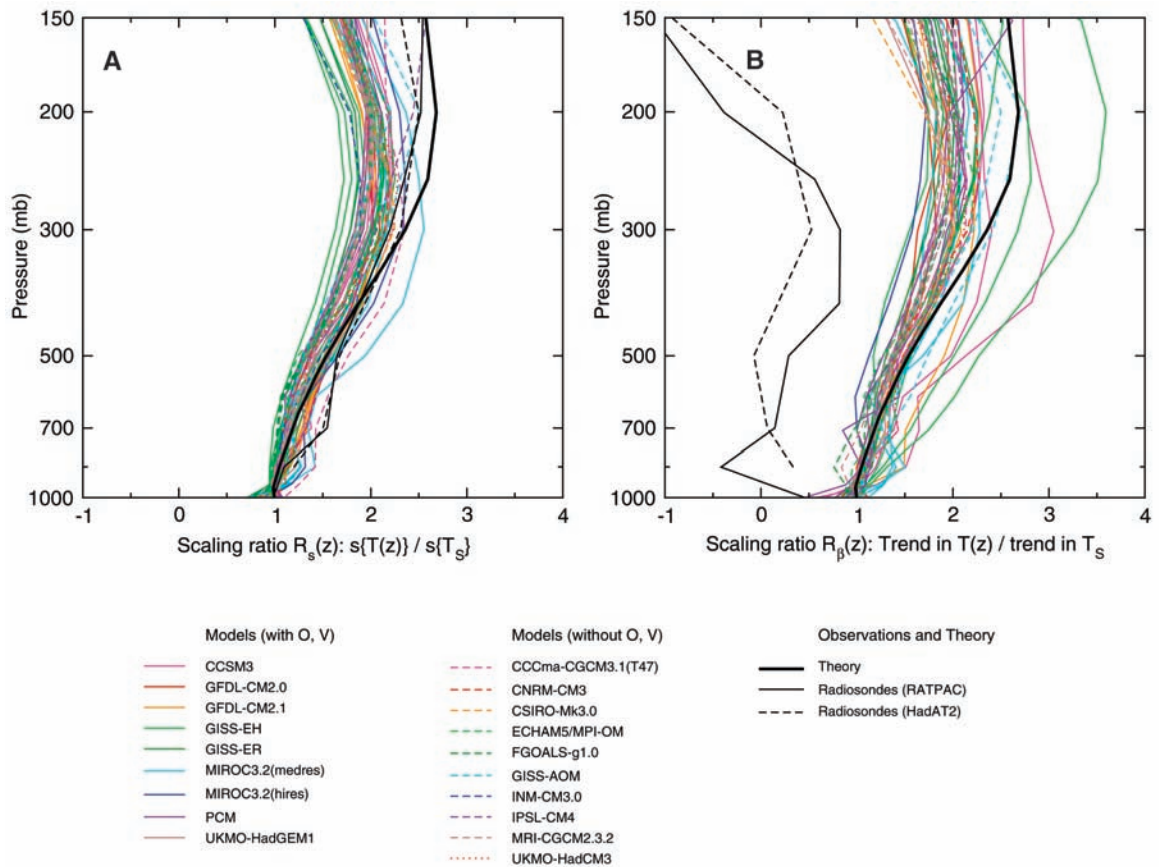 A
B
150
200
300
500
700
1000
Pressure (mb)
-1 0 1 2 3 4
Scaling ratio R_s(z): s{T(z)} / s{T_S}
150
200
300
500
700
1000
Pressure (mb)
-1 0 1 2 3 4
Scaling ratio R_β(z): Trend in T(z) / trend in T_S
Models (with O, V)
CCSM3
GFDL-CM2.0
GFDL-CM2.1
GISS-EH
GISS-ER
MIROC3.2(medres)
MIROC3.2(hires)
PCM
UKMO-HadGEM1
Models (without O, V)
CCCma-CGCM3.1(T47)
CNRM-CM3
CSIRO-Mk3.0
ECHAM5/MPI-OM
FGOALS-g1.0
GISS-AOM
INM-CM3.0
IPSL-CM4
MRI-CGCM2.3.2
UKMO-HadCM3
Observations and Theory
Theory
Radiosondes (RATPAC)
Radiosondes (HadAT2)